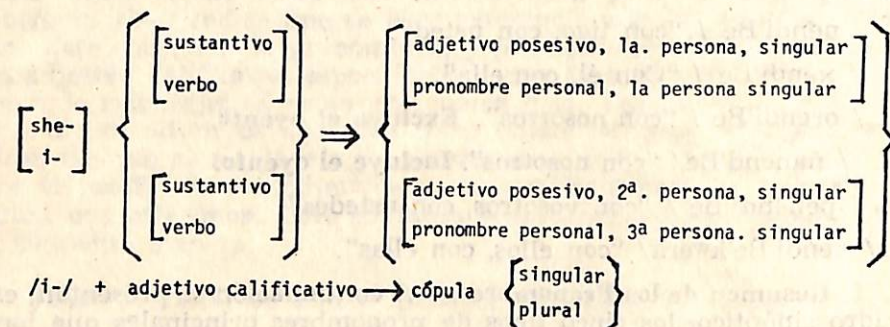 sustantivo adjetivo posesivo, 1a. persona, singular
verbo pronombre personal, 1a persona singular
she-
i- ⇒
sustantivo adjetivo posesivo, 2ª. persona, singular
verbo pronombre personal, 3ª persona. singular
/i-/ + adjetivo calificativo → cópula singular
plural